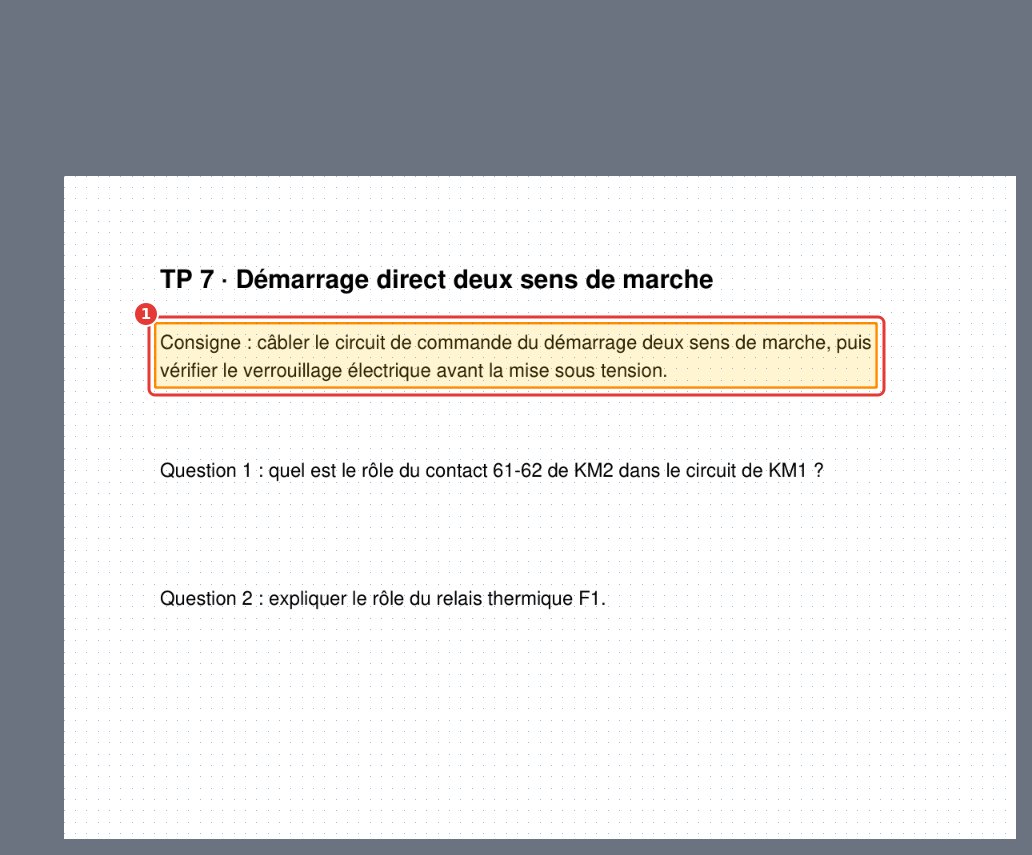 TP 7 · Démarrage direct deux sens de marche
1
Consigne : câbler le circuit de commande du démarrage deux sens de marche, puis
vérifier le verrouillage électrique avant la mise sous tension.
Question 1 : quel est le rôle du contact 61-62 de KM2 dans le circuit de KM1 ?
Question 2 : expliquer le rôle du relais thermique F1.